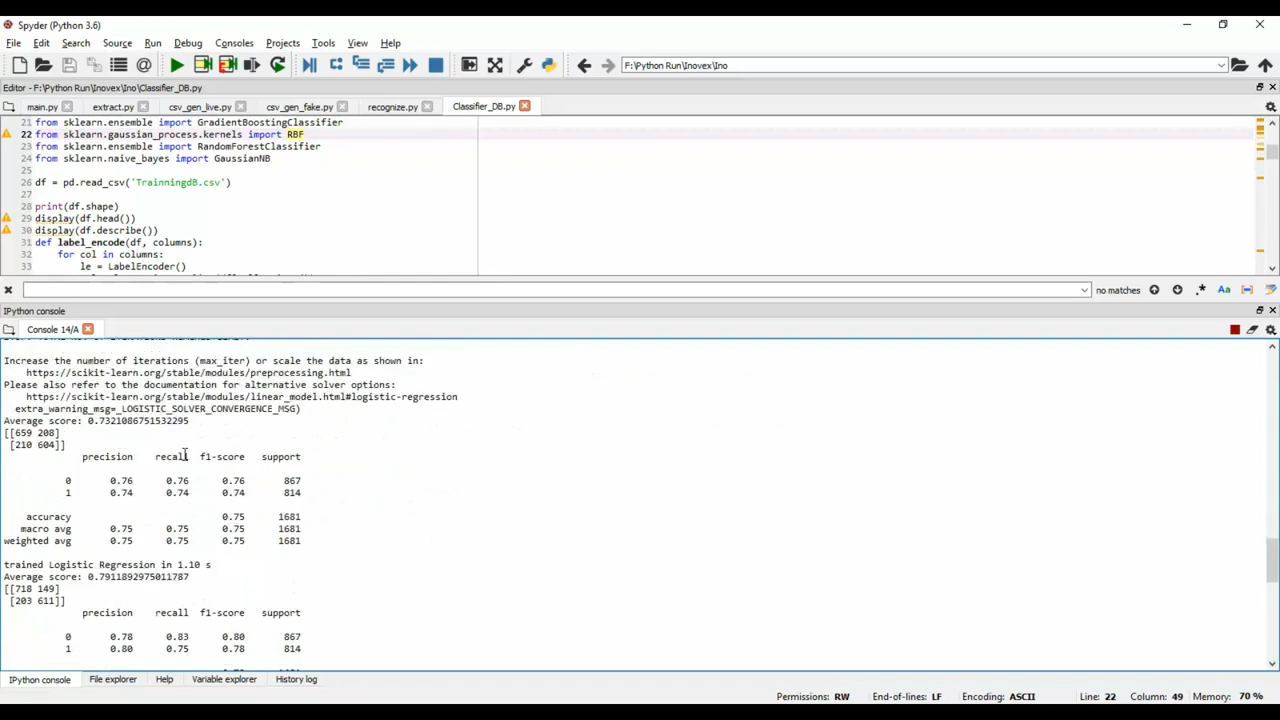 Spyder (Python 3.6)
File Edit Search Source Run Debug Consoles Projects Tools View Help
F:\Python Run\Inovex\Ino
Editor - F:\Python Run\Inovex\Ino\Classifier_DB.py
main.py extract.py csv_gen_live.py csv_gen_fake.py recognize.py Classifier_DB.py
21 from sklearn.ensemble import GradientBoostingClassifier
22 from sklearn.gaussian_process.kernels import RBF
23 from sklearn.ensemble import RandomForestClassifier
24 from sklearn.naive_bayes import GaussianNB
25
26 df = pd.read_csv('TrainningdB.csv')
27
28 print(df.shape)
29 display(df.head())
30 display(df.describe())
31 def label_encode(df, columns):
32 for col in columns:
33 le = LabelEncoder()
no matches .* Aa
IPython console
Console 14/A
Increase the number of iterations (max_iter) or scale the data as shown in:
https://scikit-learn.org/stable/modules/preprocessing.html
Please also refer to the documentation for alternative solver options:
https://scikit-learn.org/stable/modules/linear_model.html#logistic-regression
extra_warning_msg=_LOGISTIC_SOLVER_CONVERGENCE_MSG)
Average score: 0.7321086751532295
[[659 208]
[210 604]]
precision recall f1-score support
0 0.76 0.76 0.76 867
1 0.74 0.74 0.74 814
accuracy 0.75 1681
macro avg 0.75 0.75 0.75 1681
weighted avg 0.75 0.75 0.75 1681
trained Logistic Regression in 1.10 s
Average score: 0.7911892975011787
[[718 149]
[203 611]]
precision recall f1-score support
0 0.78 0.83 0.80 867
1 0.80 0.75 0.78 814
IPython console File explorer Help Variable explorer History log
Permissions: RW End-of-lines: LF Encoding: ASCII Line: 22 Column: 49 Memory: 70 %